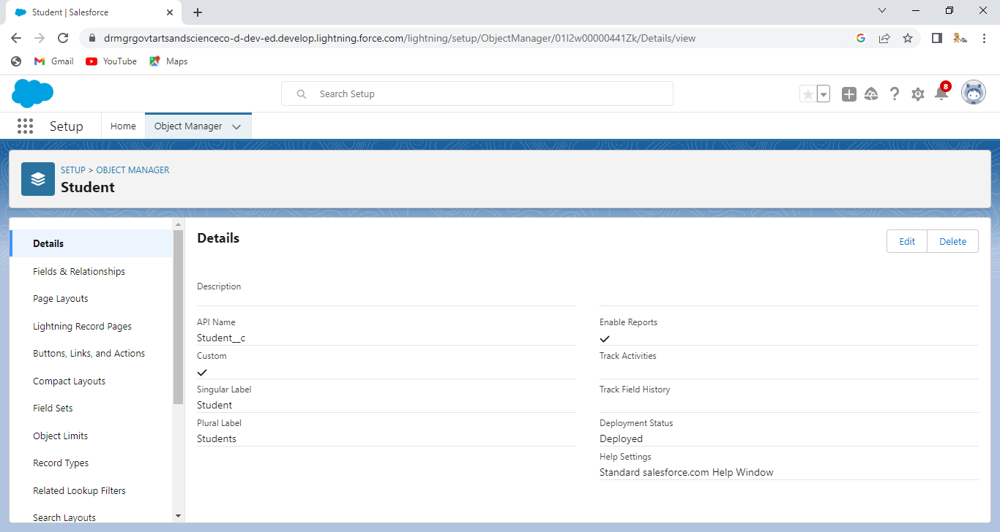 Student | Salesforce
drmgrgovtartsandscienceco-d-dev-ed.develop.lightning.force.com/lightning/setup/ObjectManager/01I2w00000441Zk/Details/view
Gmail YouTube Maps
Search Setup
8
Setup Home Object Manager
SETUP > OBJECT MANAGER
Student
Details
Fields & Relationships
Page Layouts
Lightning Record Pages
Buttons, Links, and Actions
Compact Layouts
Field Sets
Object Limits
Record Types
Related Lookup Filters
Search Layouts
Details
Edit Delete
Description
API Name
Student__c
Custom
Singular Label
Student
Plural Label
Students
Enable Reports
Track Activities
Track Field History
Deployment Status
Deployed
Help Settings
Standard salesforce.com Help Window